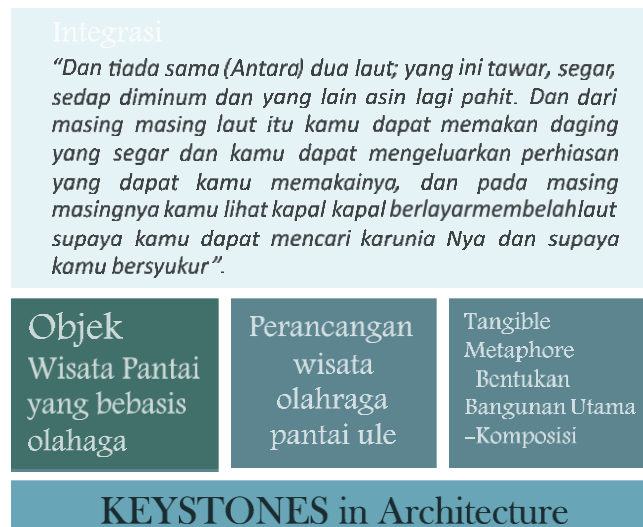 Integrasi
“Dan tiada sama (Antara) dua laut; yang ini tawar, segar,
sedap diminum dan yang lain asin lagi pahit. Dan dari
masing masing laut itu kamu dapat memakan daging
yang segar dan kamu dapat mengeluarkan perhiasan
yang dapat kamu memakainya, dan pada masing
masingnya kamu lihat kapal kapal berlayarmembelahlaut
supaya kamu dapat mencari karunia Nya dan supaya
kamu bersyukur”.
Objek
Wisata Pantai
yang bebasis
olahaga
Perancangan
wisata
olahraga
pantai ule
Tangible
Metaphore
Bentukan
Bangunan Utama
–Komposisi
KEYSTONES in Architecture